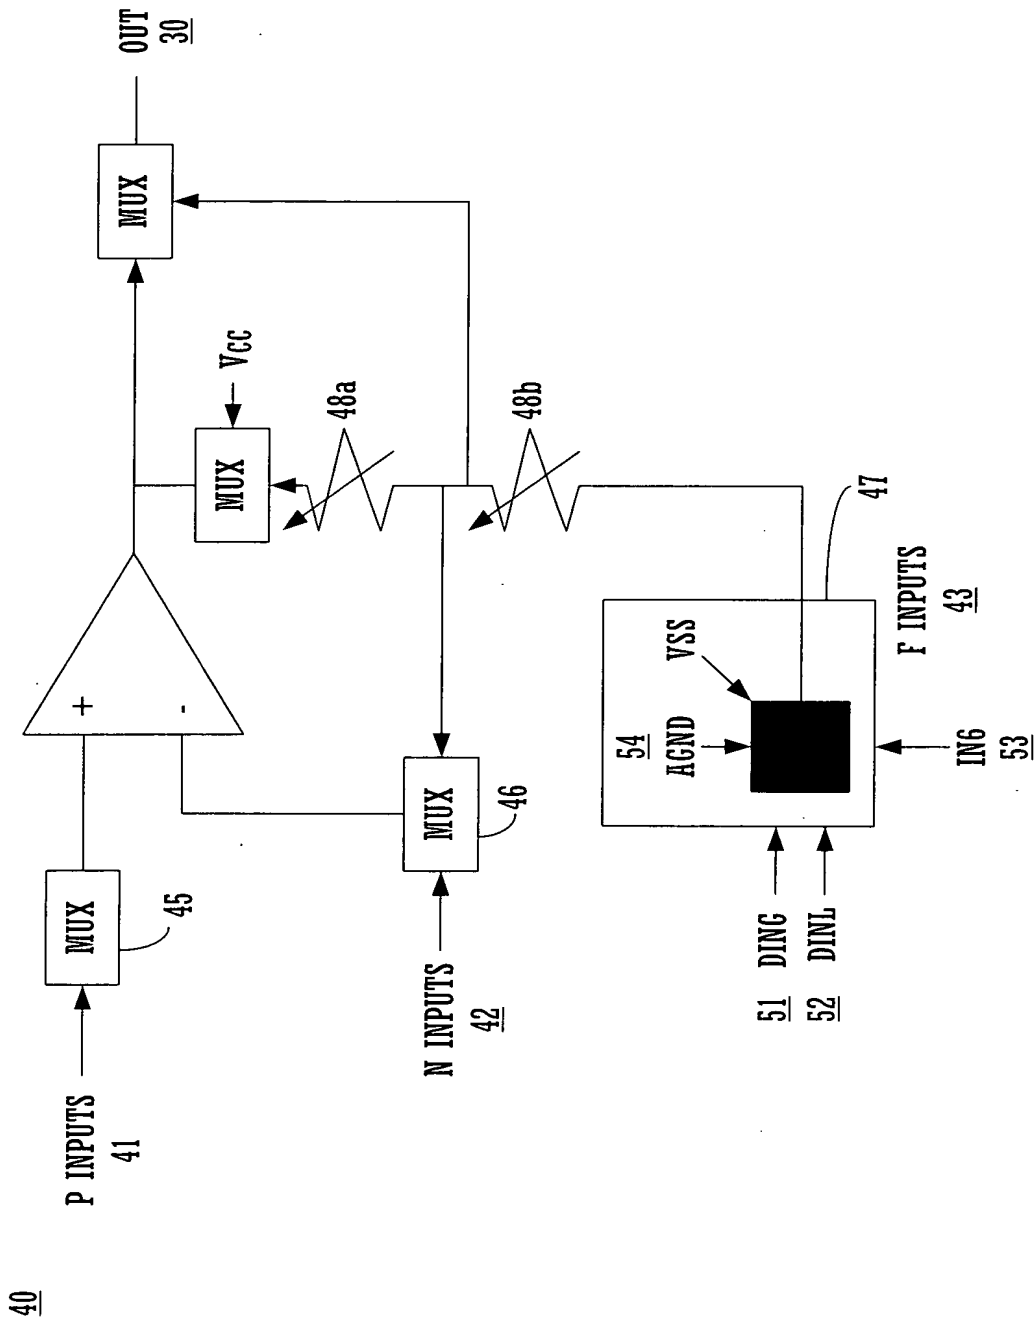 40
P INPUTS
41
MUX
45
+
-
MUX
OUT
30
MUX
Vcc
48a
N INPUTS
42
MUX
46
48b
54
AGND
VSS
51 DING
52 DINL
47
F INPUTS
43
IN6
53